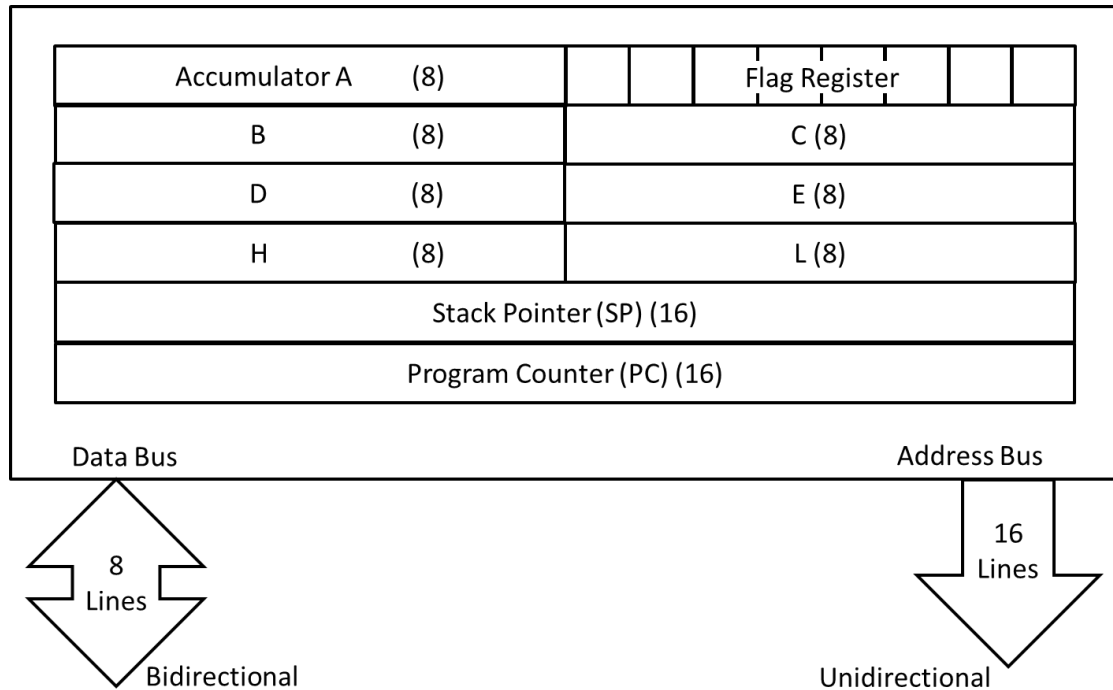 Accumulator A (8)
Flag Register
B (8)
C (8)
D (8)
E (8)
H (8)
L (8)
Stack Pointer (SP) (16)
Program Counter (PC) (16)
Data Bus
Address Bus
8
Lines
16
Lines
Bidirectional
Unidirectional